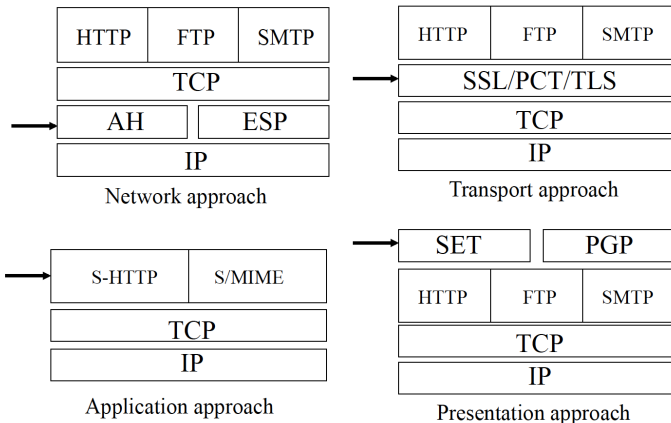 HTTP FTP SMTP
TCP
AH ESP
IP
Network approach
HTTP FTP SMTP
SSL/PCT/TLS
TCP
IP
Transport approach
S-HTTP S/MIME
TCP
IP
Application approach
SET PGP
HTTP FTP SMTP
TCP
IP
Presentation approach